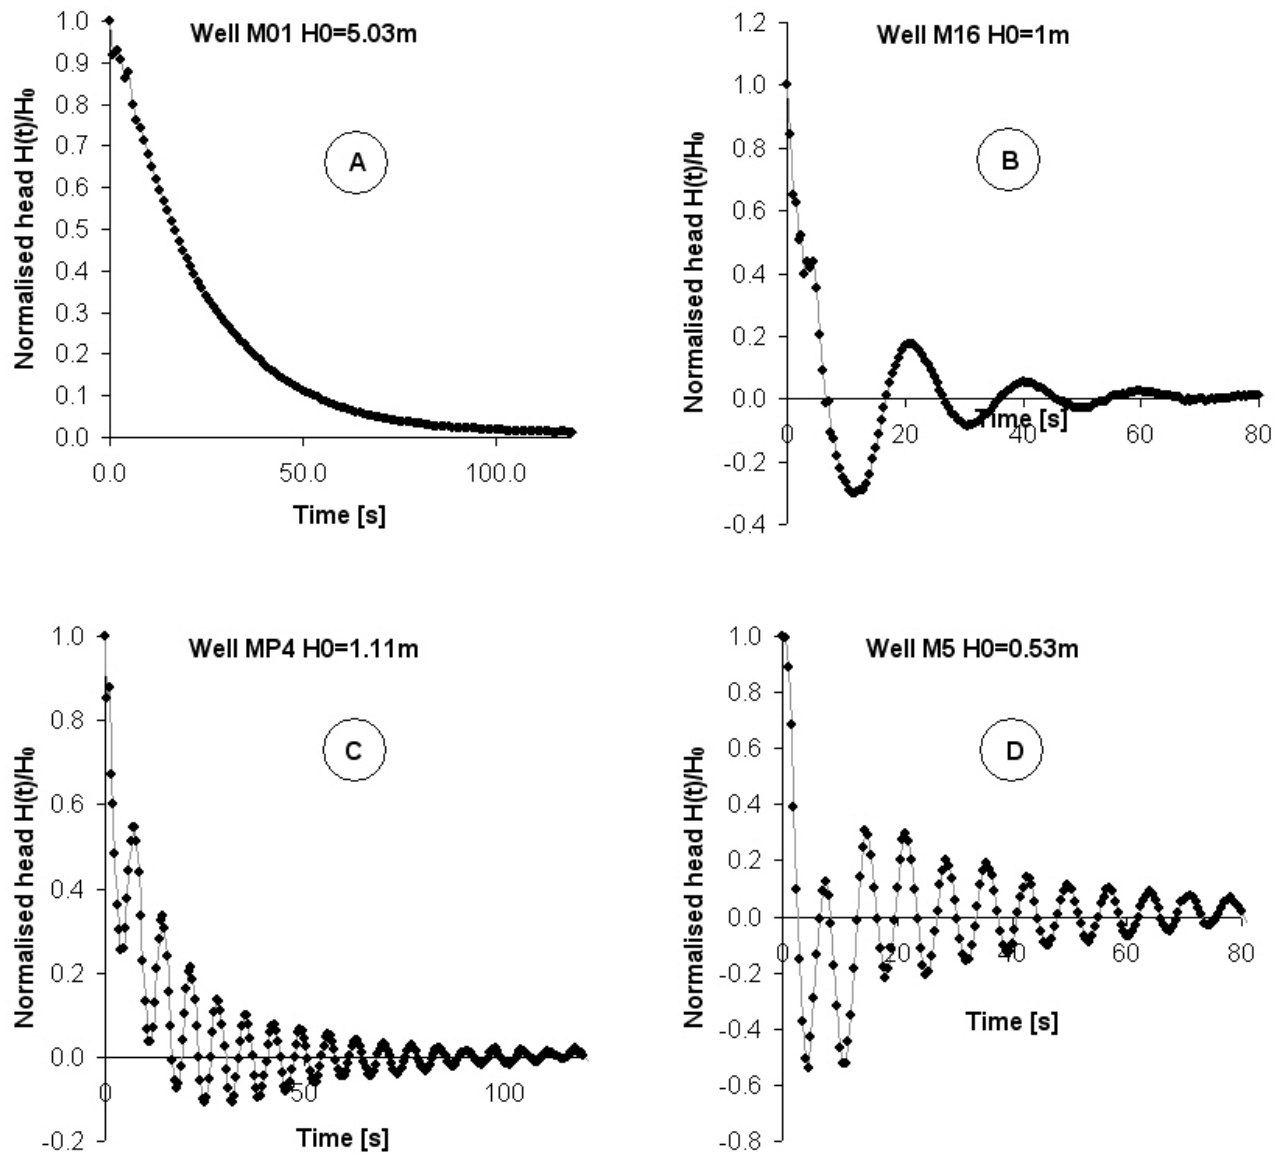 Well M01 H0=5.03m
Normalised head H(t)/H₀
1.0
0.9
0.8
0.7
0.6
0.5
0.4
0.3
0.2
0.1
0.0
0.0 50.0 100.0
Time [s]
A
Well M16 H0=1m
Normalised head H(t)/H₀
1.2
1.0
0.8
0.6
0.4
0.2
0.0
-0.2
-0.4
0 20 40 60 80
Time [s]
B
Well MP4 H0=1.11m
Normalised head H(t)/H₀
1.0
0.8
0.6
0.4
0.2
0.0
-0.2
0 50 100
Time [s]
C
Well M5 H0=0.53m
Normalised head H(t)/H₀
1.0
0.8
0.6
0.4
0.2
0.0
-0.2
-0.4
-0.6
-0.8
0 20 40 60 80
Time [s]
D